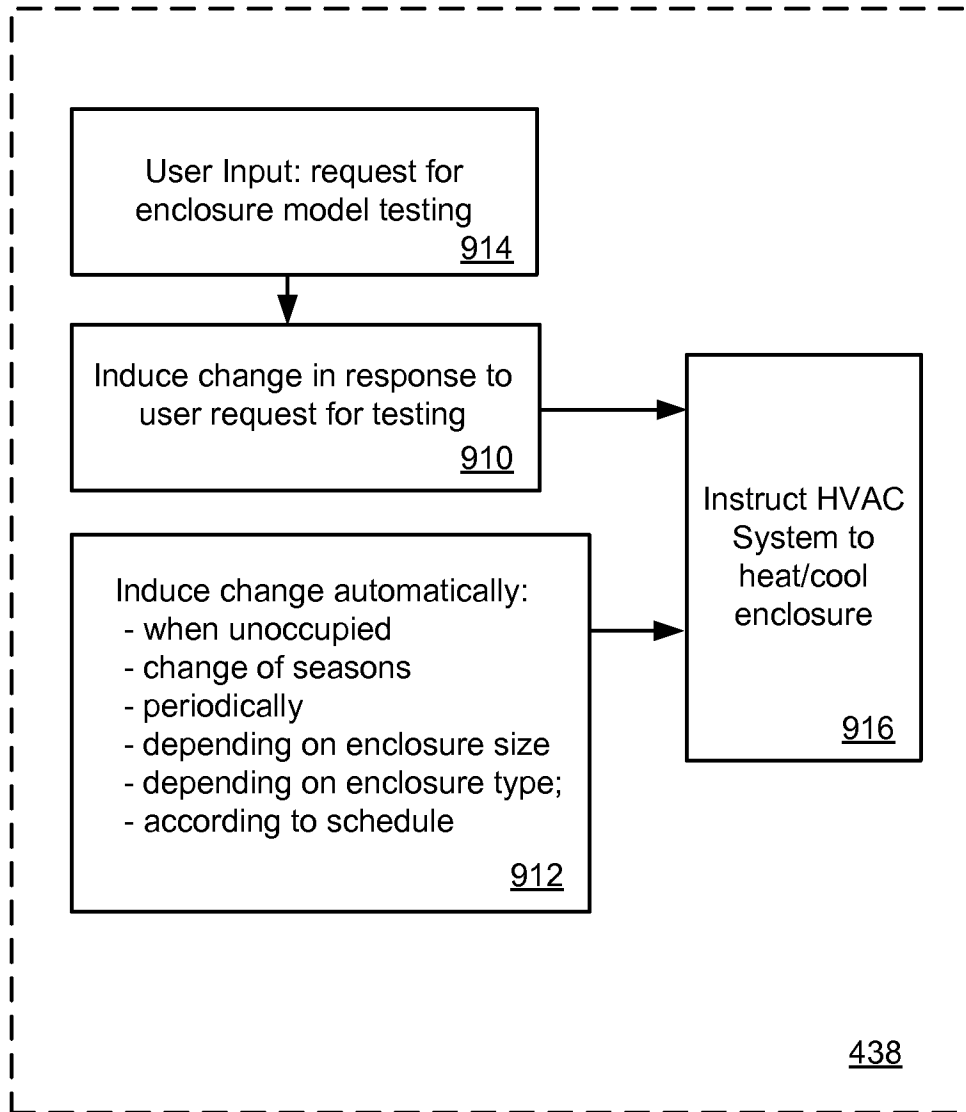 User Input: request for
enclosure model testing
914
Induce change in response to
user request for testing
910
Induce change automatically:
- when unoccupied
- change of seasons
- periodically
- depending on enclosure size
- depending on enclosure type;
- according to schedule
912
Instruct HVAC
System to
heat/cool
enclosure
916
438